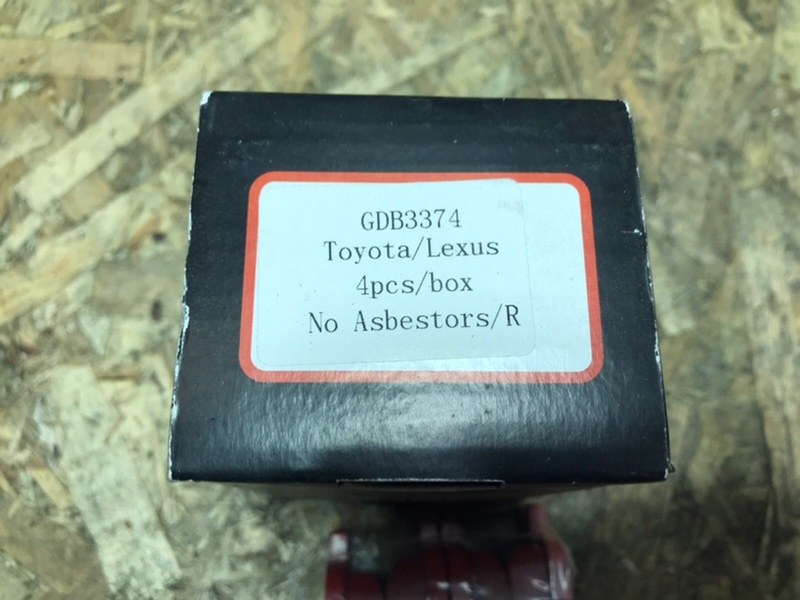 GDB3374
Toyota/Lexus
4pcs/box
No Asbestors/R